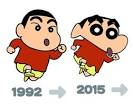 1992 → 2015 →